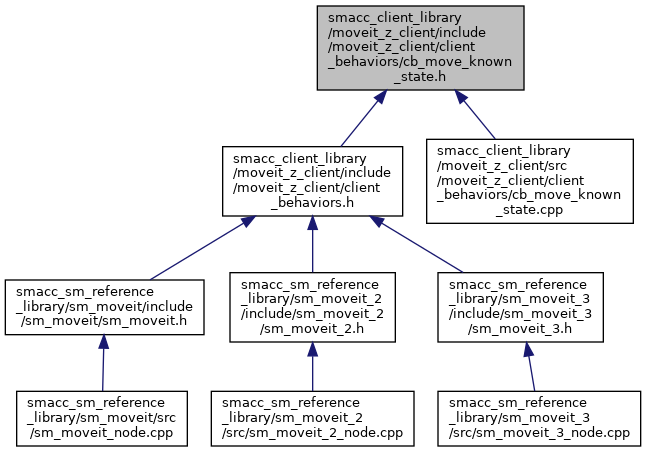 smacc_client_library
/moveit_z_client/include
/moveit_z_client/client
_behaviors/cb_move_known
_state.h
smacc_client_library
/moveit_z_client/include
/moveit_z_client/client
_behaviors.h
smacc_client_library
/moveit_z_client/src
/moveit_z_client/client
_behaviors/cb_move_known
_state.cpp
smacc_sm_reference
_library/sm_moveit/include
/sm_moveit/sm_moveit.h
smacc_sm_reference
_library/sm_moveit_2
/include/sm_moveit_2
/sm_moveit_2.h
smacc_sm_reference
_library/sm_moveit_3
/include/sm_moveit_3
/sm_moveit_3.h
smacc_sm_reference
_library/sm_moveit/src
/sm_moveit_node.cpp
smacc_sm_reference
_library/sm_moveit_2
/src/sm_moveit_2_node.cpp
smacc_sm_reference
_library/sm_moveit_3
/src/sm_moveit_3_node.cpp